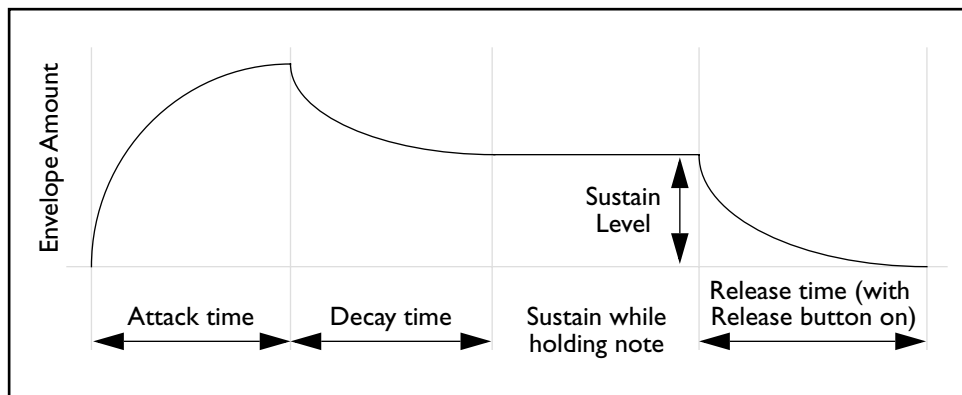 Envelope Amount
Sustain
Level
Attack time
Decay time
Sustain while
holding note
Release time (with
Release button on)